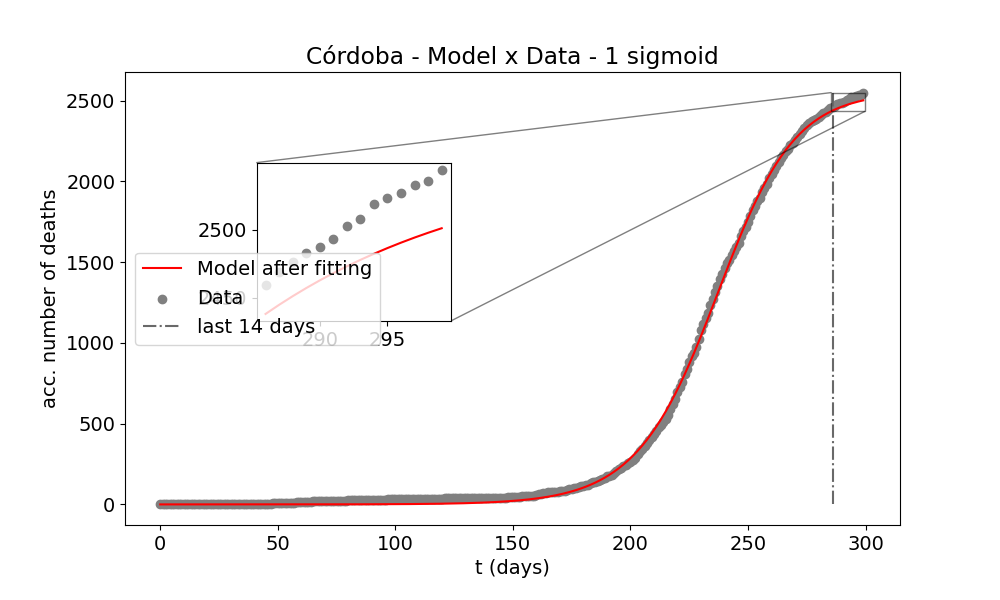 Córdoba - Model x Data - 1 sigmoid
acc. number of deaths
2500
2000
1500
1000
500
0
2500
2450
290 295
Model after fitting
Data
last 14 days
0 50 100 150 200 250 300
t (days)